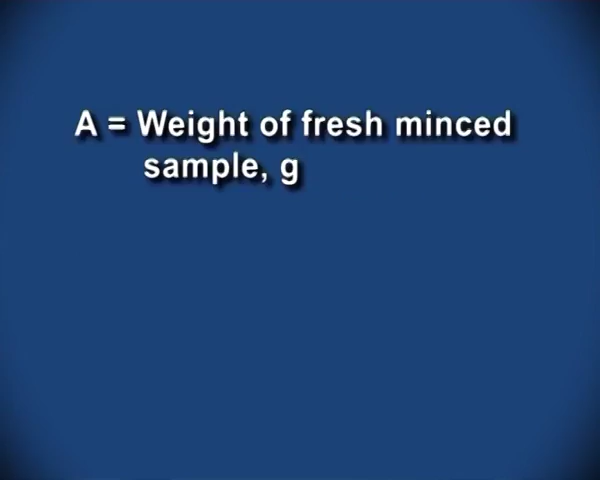 A = Weight of fresh minced
sample, g